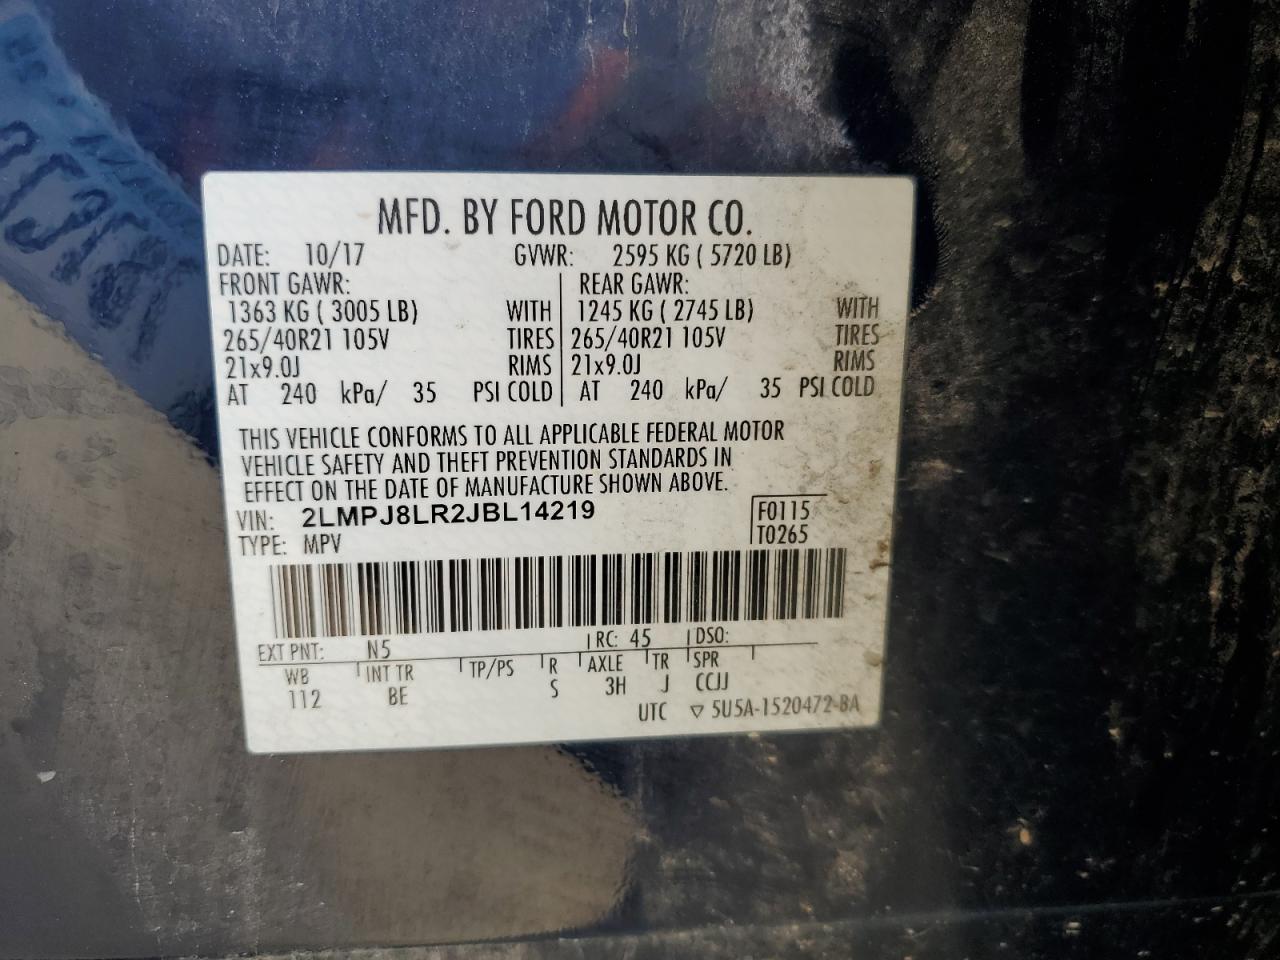 MFD. BY FORD MOTOR CO.
DATE: 10/17 GVWR: 2595 KG ( 5720 LB)
FRONT GAWR: REAR GAWR:
1363 KG ( 3005 LB) WITH 1245 KG ( 2745 LB) WITH
265/40R21 105V TIRES 265/40R21 105V TIRES
21x9.0J RIMS 21x9.0J RIMS
AT 240 kPa/ 35 PSI COLD AT 240 kPa/ 35 PSI COLD
THIS VEHICLE CONFORMS TO ALL APPLICABLE FEDERAL MOTOR
VEHICLE SAFETY AND THEFT PREVENTION STANDARDS IN
EFFECT ON THE DATE OF MANUFACTURE SHOWN ABOVE.
VIN: 2LMPJ8LR2JBL14219 F0115
TYPE: MPV T0265
EXT PNT: N5 RC: 45 DSO:
WB INT TR TP/PS R AXLE TR SPR
112 BE S 3H J CCJJ
UTC ▽ 5U5A-1520472-BA